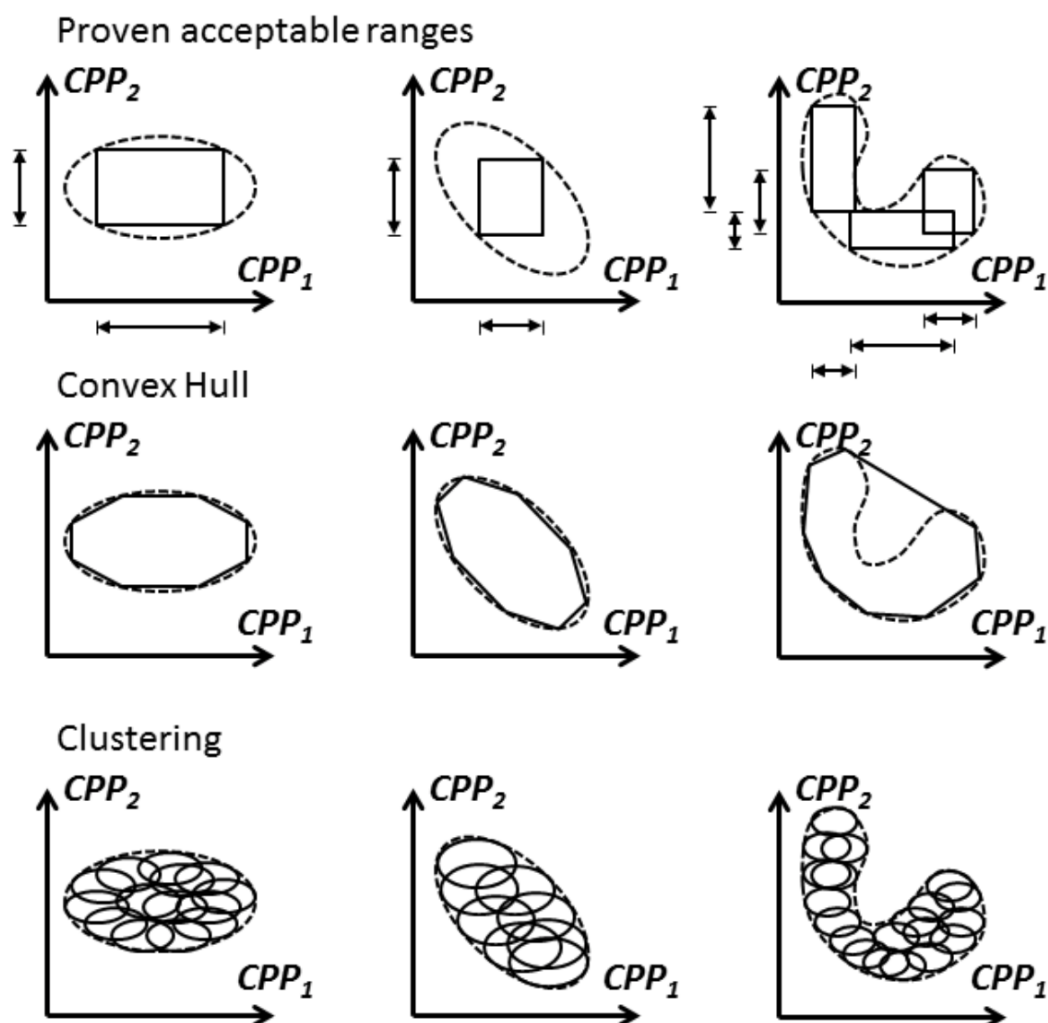 Proven acceptable ranges
CPP₂
CPP₂
CPP₂
CPP₁
CPP₁
CPP₁
Convex Hull
CPP₂
CPP₂
CPP₂
CPP₁
CPP₁
CPP₁
Clustering
CPP₂
CPP₂
CPP₂
CPP₁
CPP₁
CPP₁